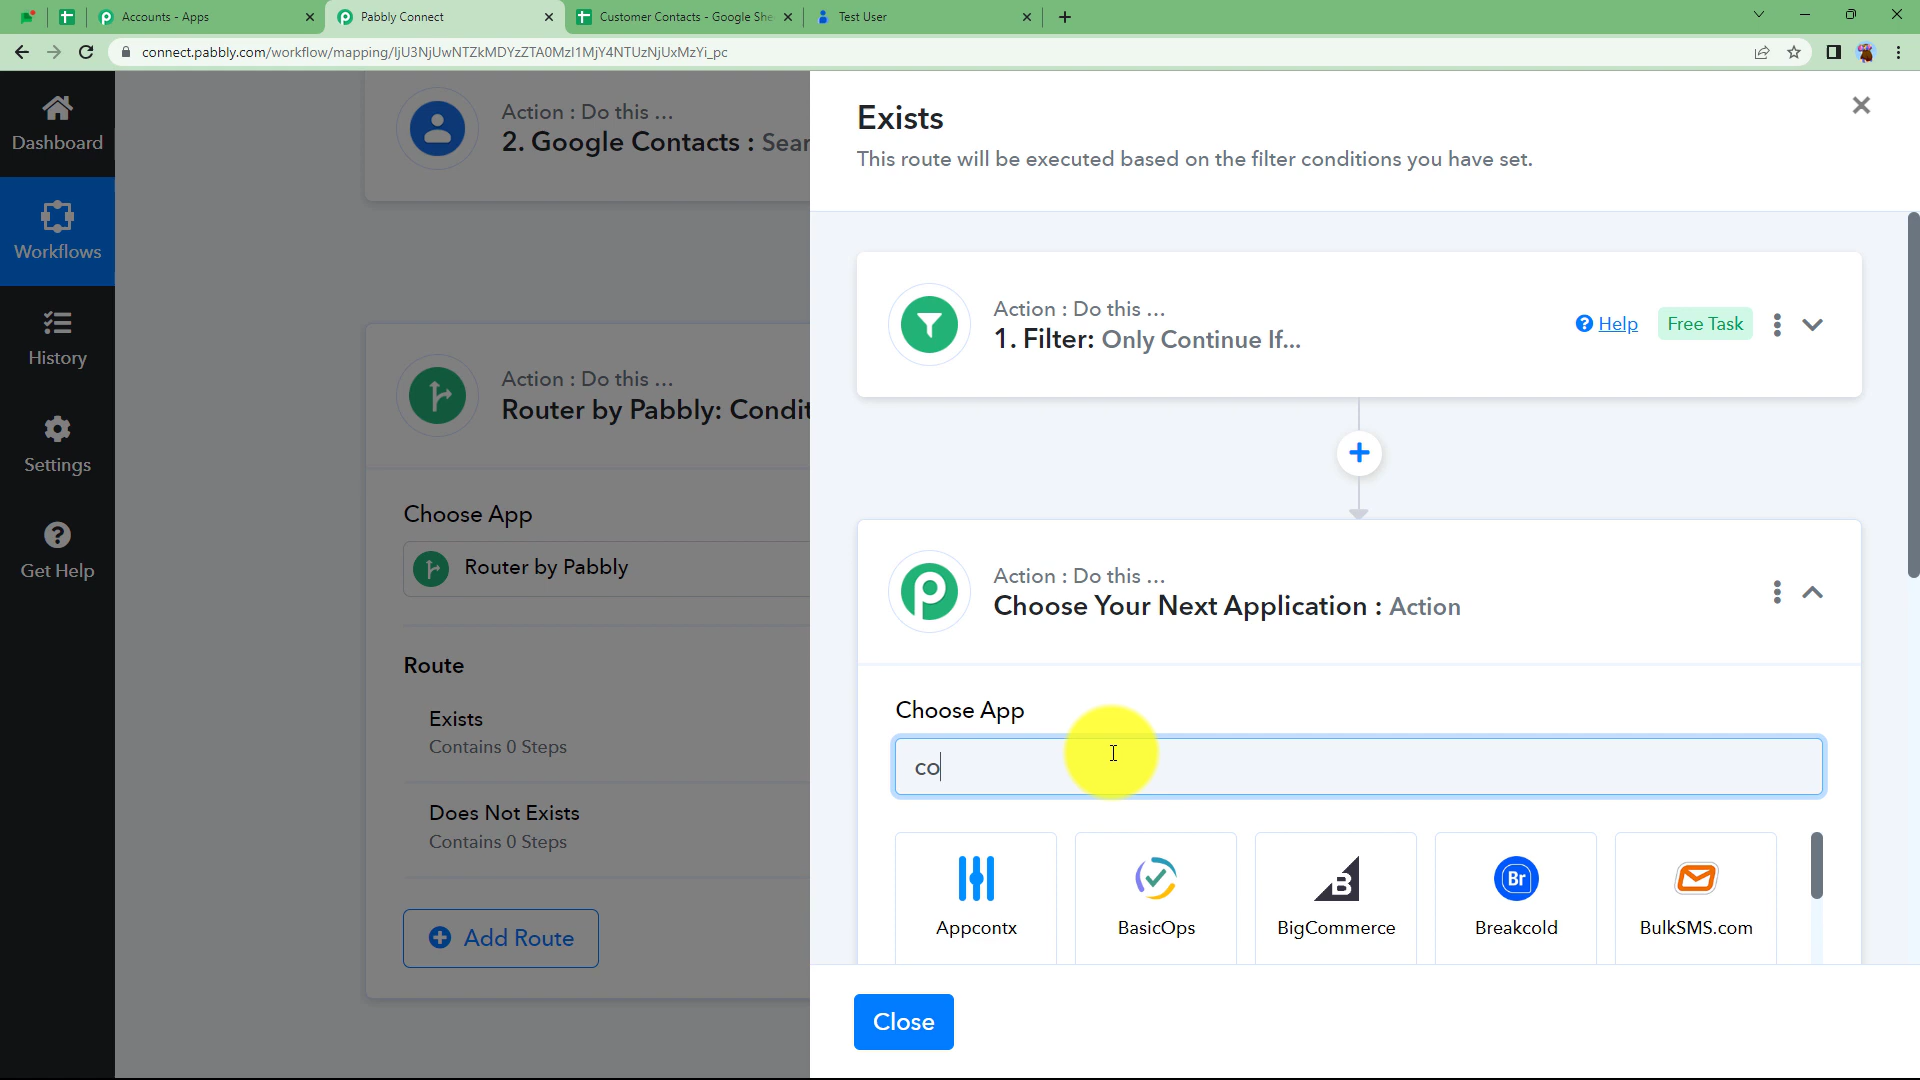 Accounts - Apps
Pabbly Connect
Customer Contacts - Google She
Test User
connect.pabbly.com/workflow/mapping/IjU3NjUwNTZkMDYzZTA0MzI1MjY4NTUzNjUxMzYi_pc
Dashboard
Workflows
History
Settings
Get Help
Action : Do this ...
2. Google Contacts : Sear
Action : Do this ...
Router by Pabbly: Condit
Choose App
Router by Pabbly
Route
Exists
Contains 0 Steps
Does Not Exists
Contains 0 Steps
Add Route
Exists
This route will be executed based on the filter conditions you have set.
Action : Do this ...
1. Filter: Only Continue If...
Help
Free Task
Action : Do this ...
Choose Your Next Application : Action
Choose App
co
Br
Appcontx
BasicOps
BigCommerce
Breakcold
BulkSMS.com
Close